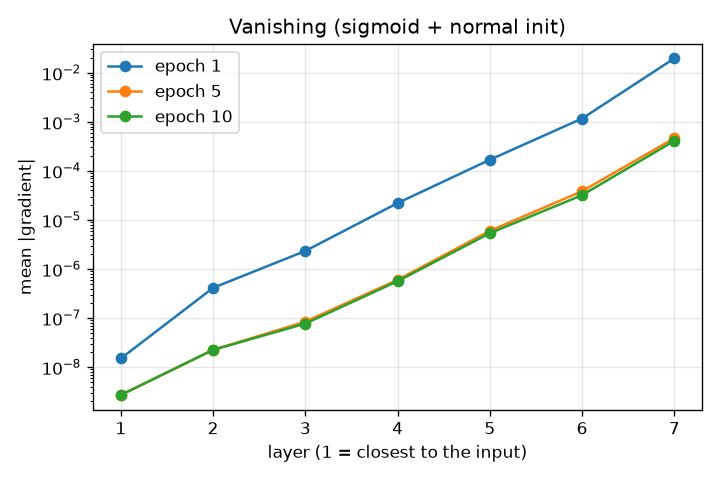 Vanishing (sigmoid + normal init)
epoch 1
epoch 5
epoch 10
mean |gradient|
10⁻²
10⁻³
10⁻⁴
10⁻⁵
10⁻⁶
10⁻⁷
10⁻⁸
1 2 3 4 5 6 7
layer (1 = closest to the input)